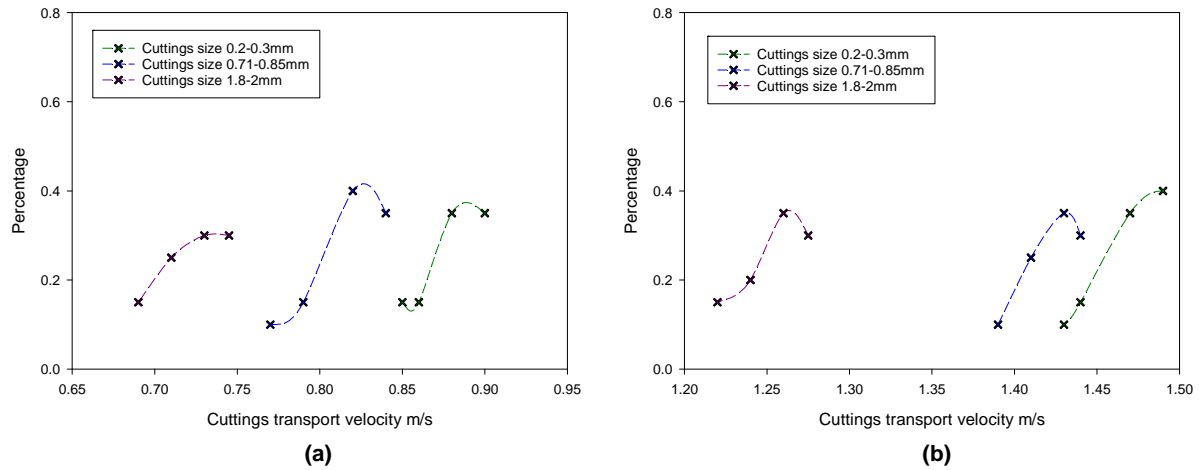 0.8
0.6
0.4
0.2
0.0
Percentage
Cuttings size 0.2-0.3mm
Cuttings size 0.71-0.85mm
Cuttings size 1.8-2mm
0.65 0.70 0.75 0.80 0.85 0.90 0.95
Cuttings transport velocity m/s
(a)
0.8
0.6
0.4
0.2
0.0
Percentage
Cuttings size 0.2-0.3mm
Cuttings size 0.71-0.85mm
Cuttings size 1.8-2mm
1.20 1.25 1.30 1.35 1.40 1.45 1.50
Cuttings transport velocity m/s
(b)